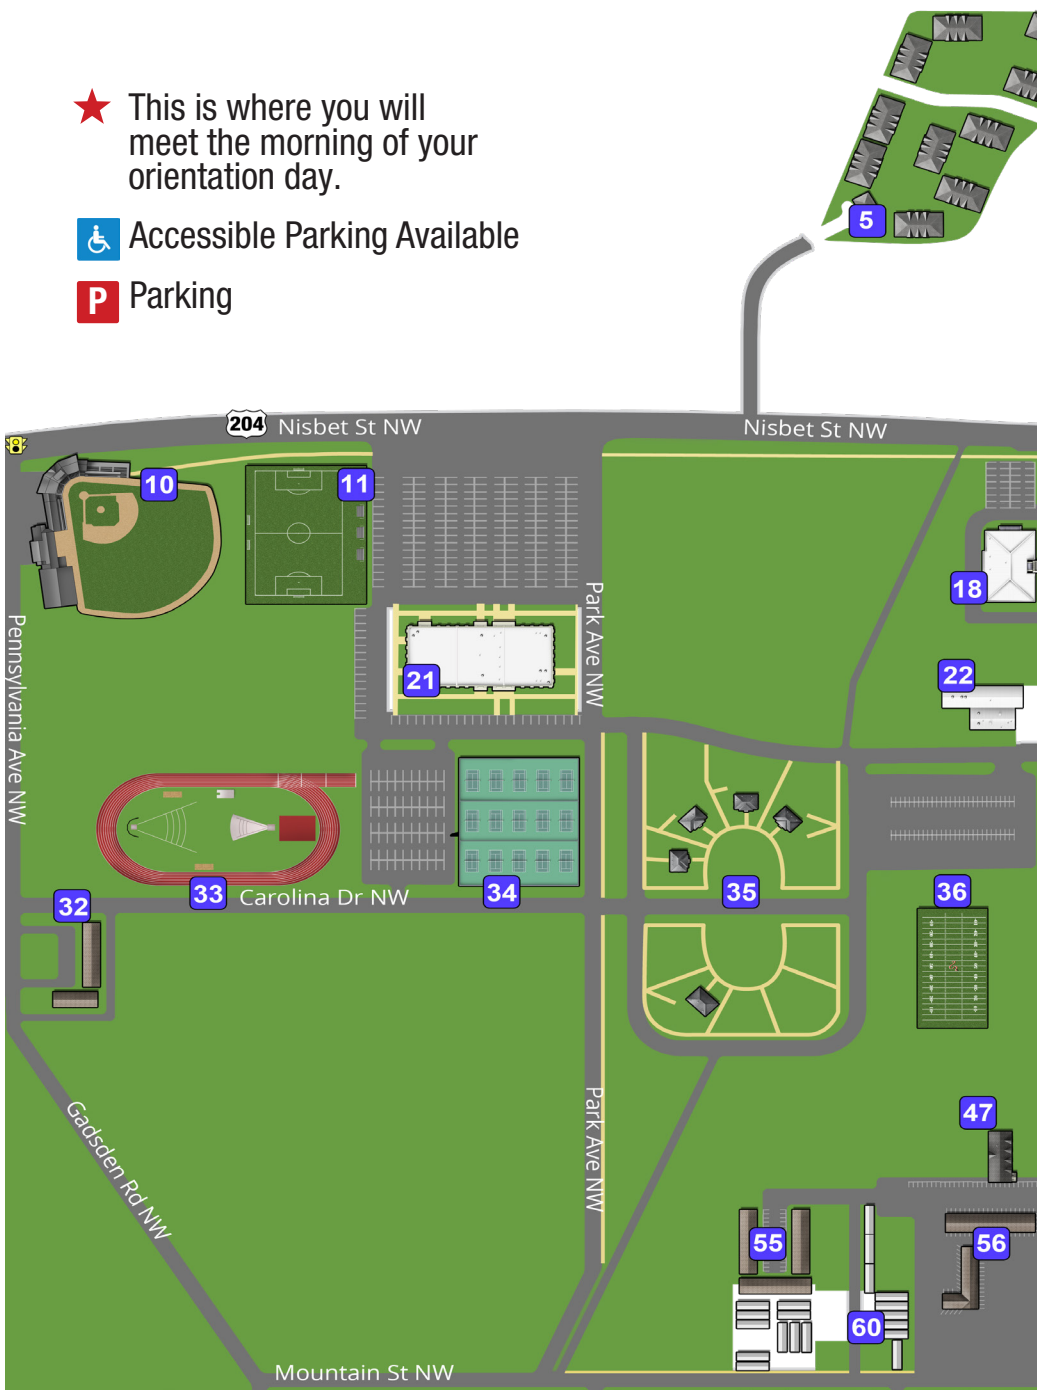 This is where you will
meet the morning of your
orientation day.
Accessible Parking Available
P Parking
5
204 Nisbet St NW
Nisbet St NW
10
11
18
Park Ave NW
Pennsylvania Ave NW
21
22
33
Carolina Dr NW
34
35
36
32
Gadsden Rd NW
Park Ave NW
47
55
56
60
Mountain St NW